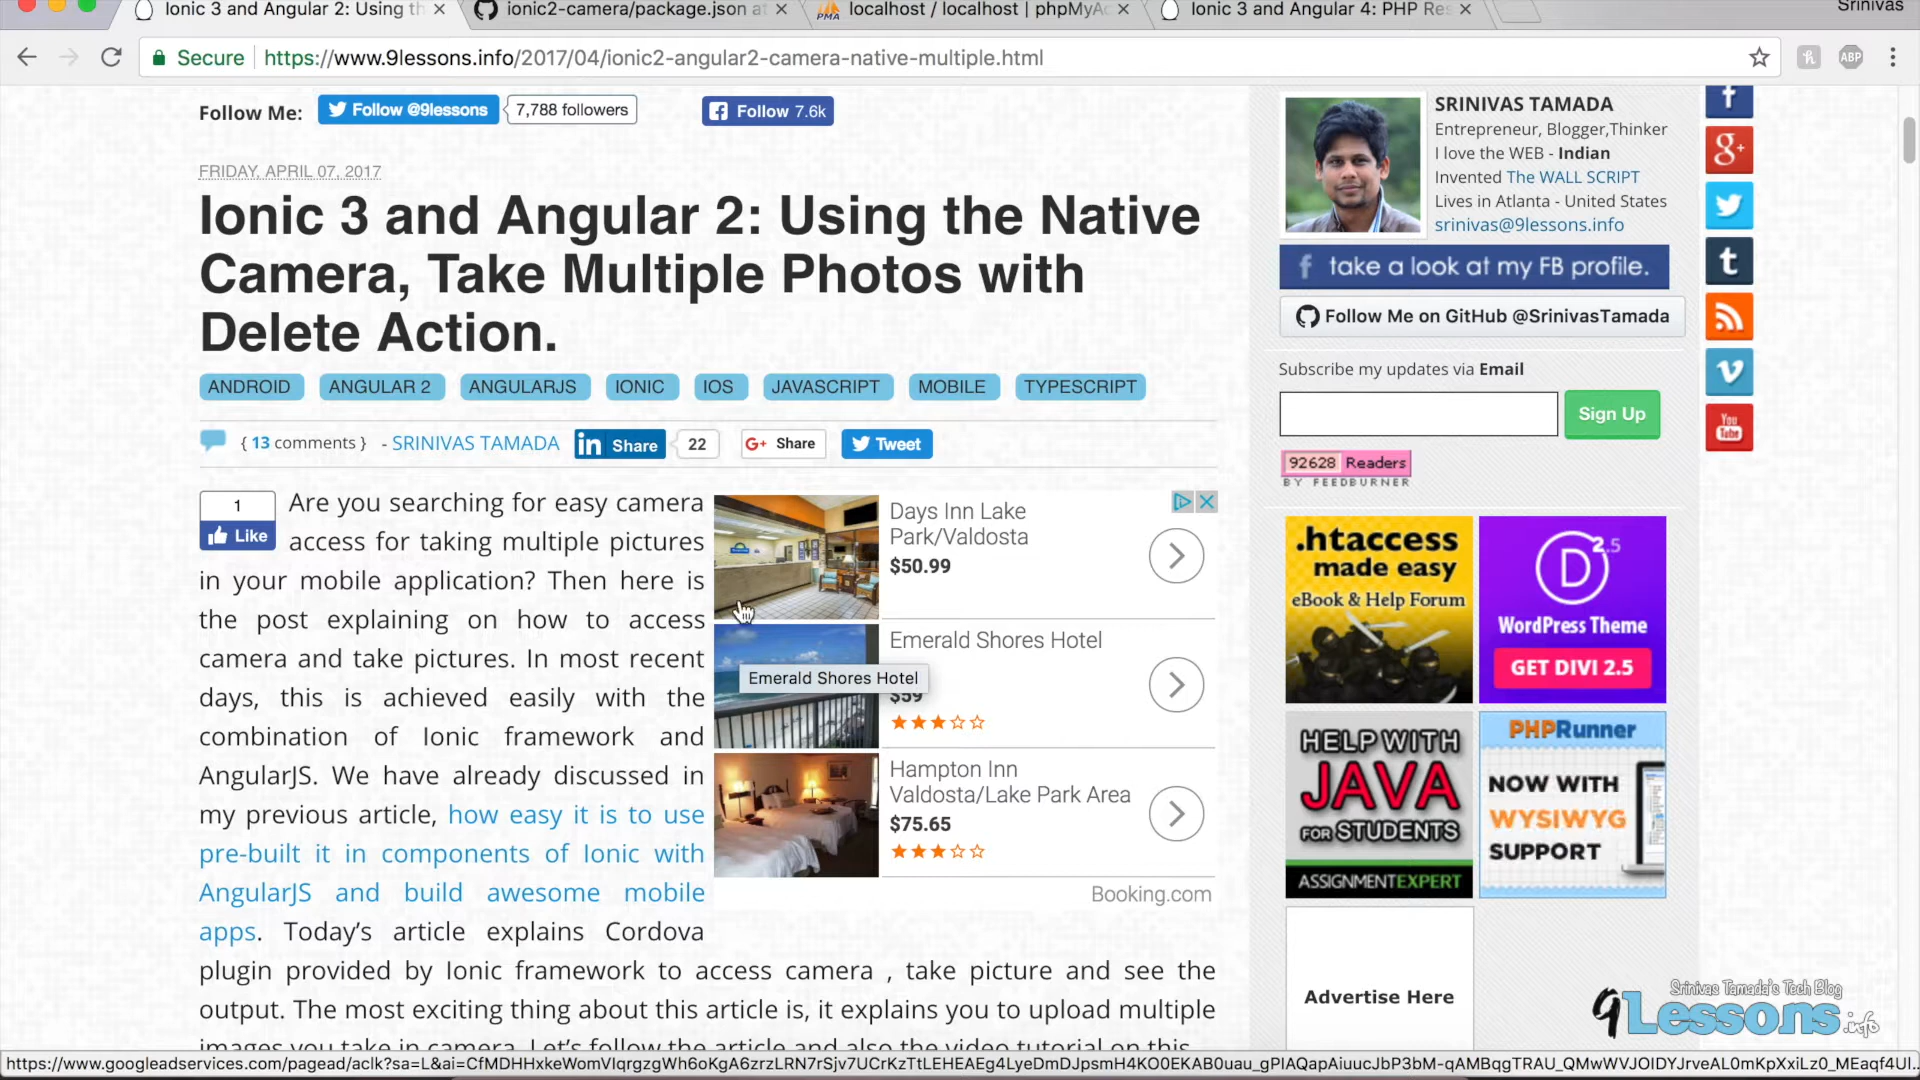 Ionic 3 and Angular 2: Using th
ionic2-camera/package.json at
localhost / localhost | phpMyAd
Ionic 3 and Angular 4: PHP Res
Srinivas
Secure
https://www.9lessons.info/2017/04/ionic2-angular2-camera-native-multiple.html
ABP
Follow Me:
Follow @9lessons
7,788 followers
Follow 7.6k
FRIDAY, APRIL 07, 2017
Ionic 3 and Angular 2: Using the Native
Camera, Take Multiple Photos with
Delete Action.
ANDROID ANGULAR 2 ANGULARJS IONIC IOS JAVASCRIPT MOBILE TYPESCRIPT
{ 13 comments } - SRINIVAS TAMADA in Share 22 G+ Share Tweet
1
Like
Are you searching for easy camera
access for taking multiple pictures
in your mobile application? Then here is
the post explaining on how to access
camera and take pictures. In most recent
days, this is achieved easily with the
combination of Ionic framework and
AngularJS. We have already discussed in
my previous article, how easy it is to use
pre-built it in components of Ionic with
AngularJS and build awesome mobile
apps. Today's article explains Cordova
plugin provided by Ionic framework to access camera , take picture and see the
output. The most exciting thing about this article is, it explains you to upload multiple
images you take in camera. Let's follow the article and also the video tutorial on this
Days Inn Lake
Park/Valdosta
$50.99
Emerald Shores Hotel
Emerald Shores Hotel
$59
Hampton Inn
Valdosta/Lake Park Area
$75.65
Booking.com
SRINIVAS TAMADA
Entrepreneur, Blogger,Thinker
I love the WEB - Indian
Invented The WALL SCRIPT
Lives in Atlanta - United States
srinivas@9lessons.info
f take a look at my FB profile.
Follow Me on GitHub @SrinivasTamada
Subscribe my updates via Email
Sign Up
92628 Readers
BY FEEDBURNER
f
g+
t
You
Tube
.htaccess
made easy
eBook & Help Forum
D 2.5
WordPress Theme
GET DIVI 2.5
HELP WITH
JAVA
FOR STUDENTS
ASSIGNMENTEXPERT
PHPRunner
NOW WITH
WYSIWYG
SUPPORT
Advertise Here
Srinivas Tamada's Tech Blog
9Lessons.info